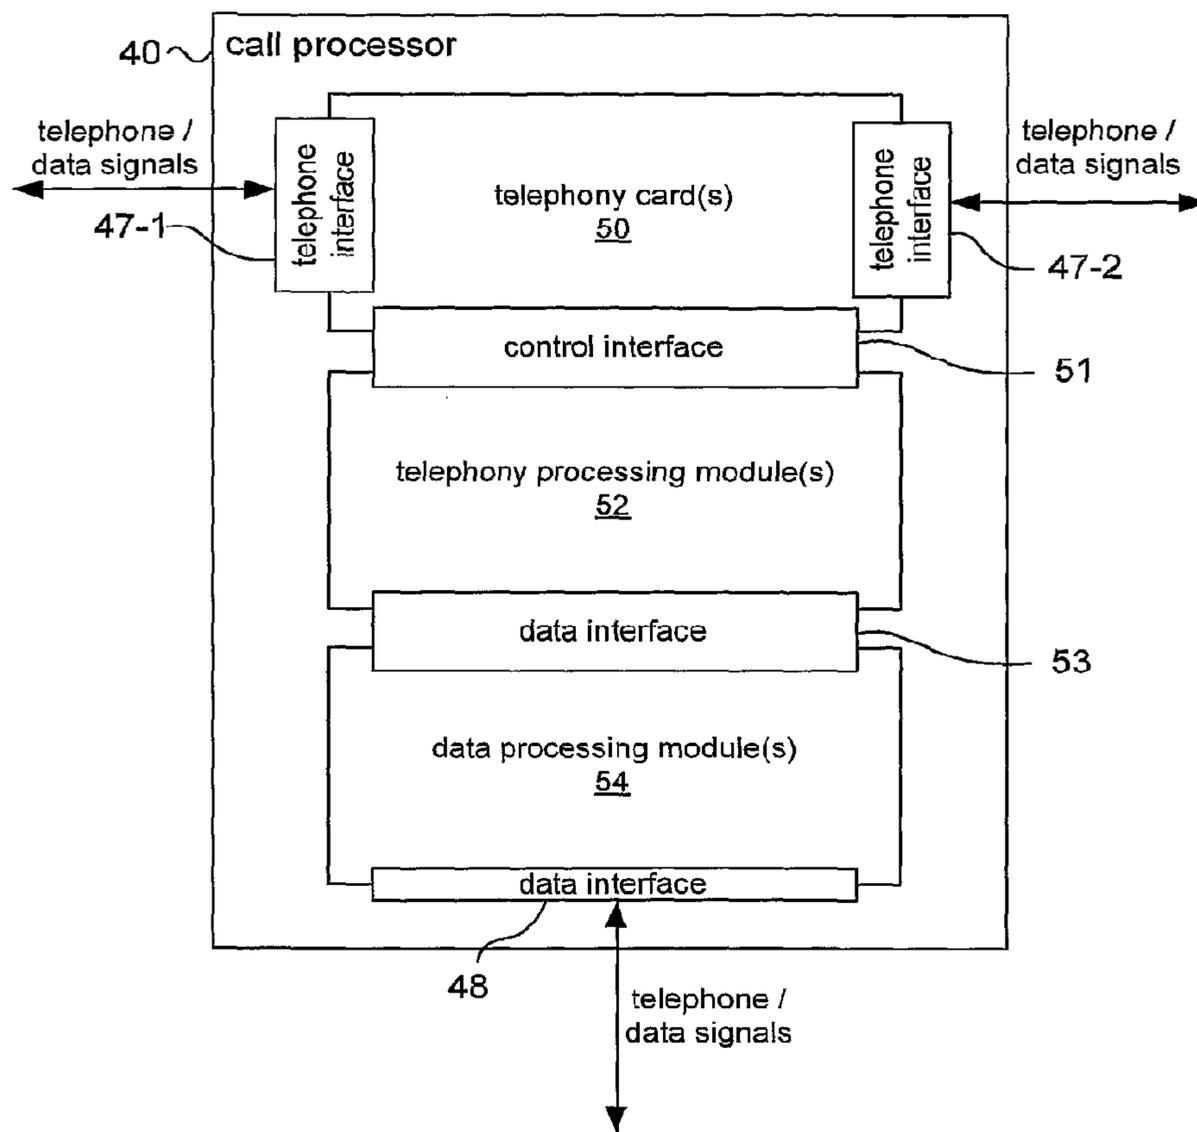 40
call processor
telephone /
data signals
47-1
telephone
interface
telephony card(s)
50
telephone
interface
telephone /
data signals
47-2
control interface
51
telephony processing module(s)
52
data interface
53
data processing module(s)
54
data interface
48
telephone /
data signals